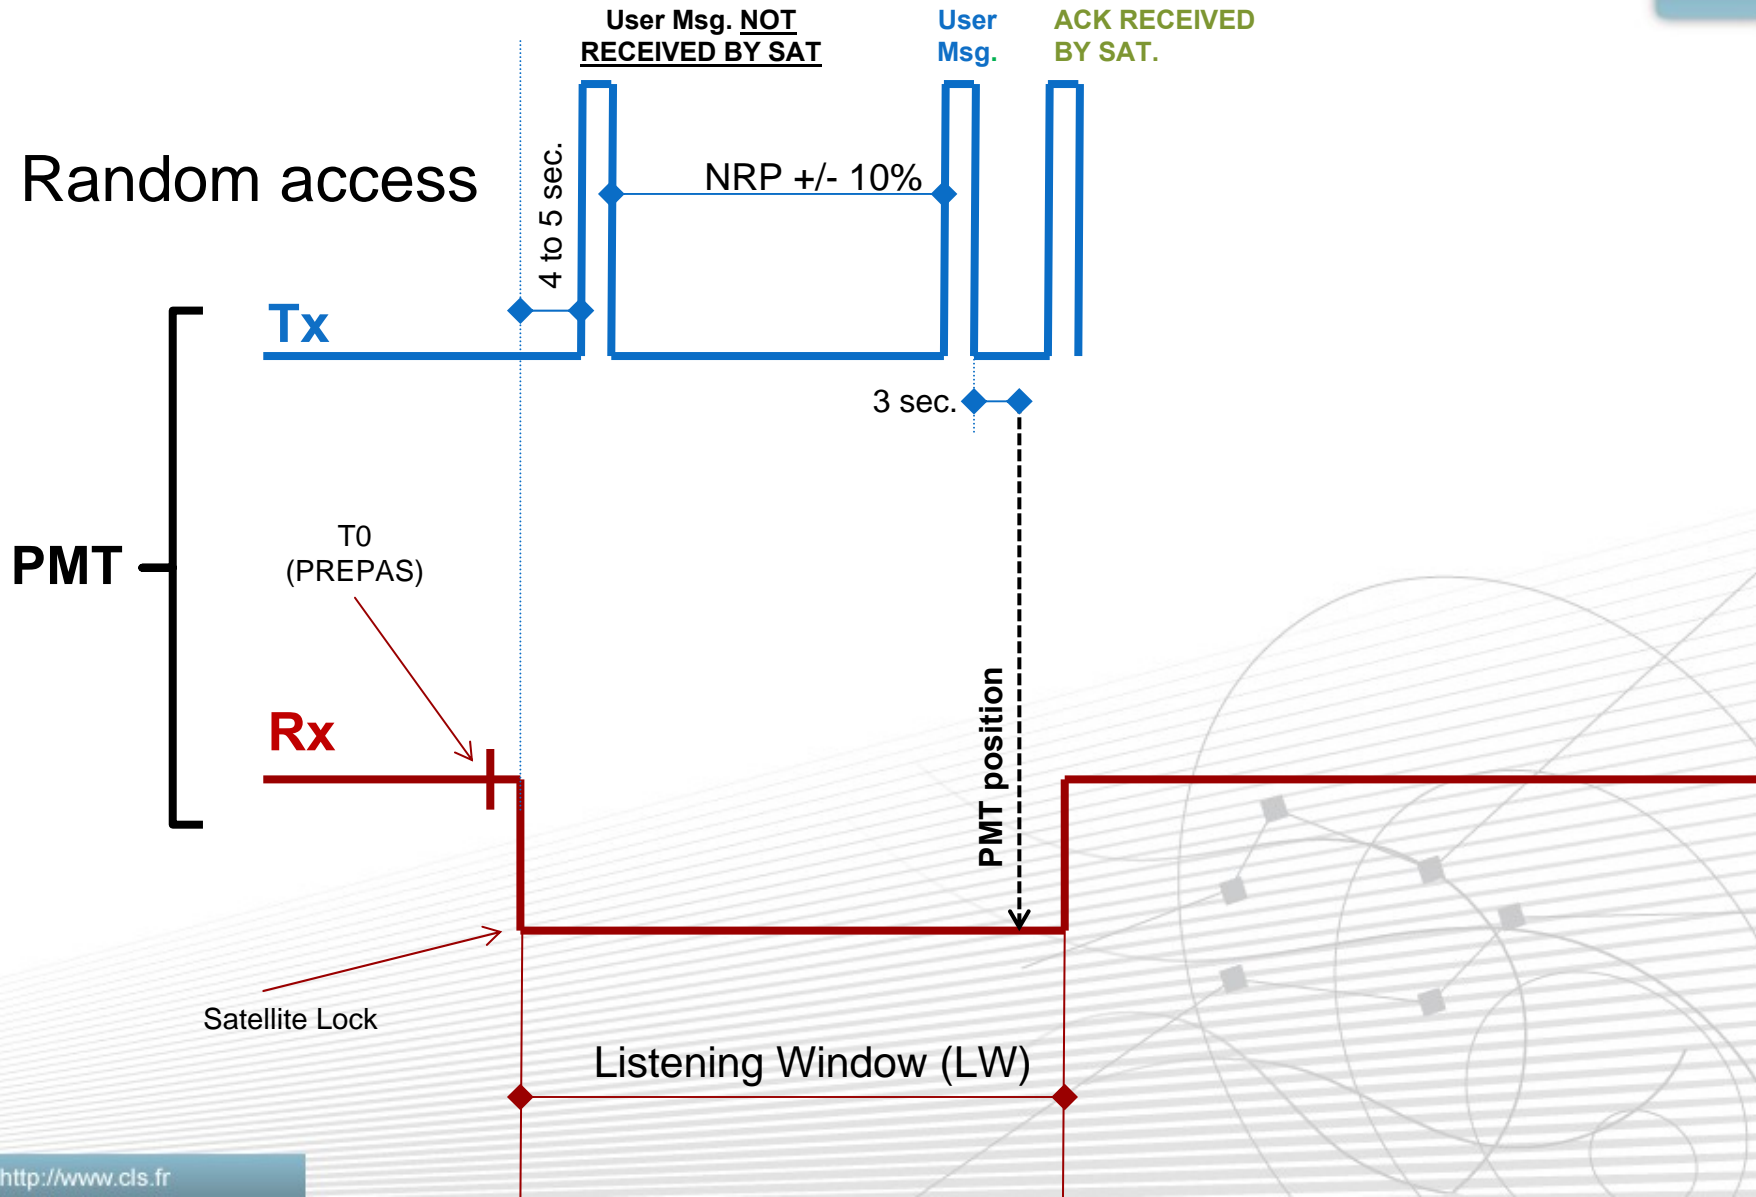 User Msg. NOT
RECEIVED BY SAT
User
Msg.
ACK RECEIVED
BY SAT.
Random access
4 to 5 sec.
NRP +/- 10%
Tx
3 sec.
PMT
T0
(PREPAS)
Rx
PMT position
Satellite Lock
Listening Window (LW)
http://www.cls.fr